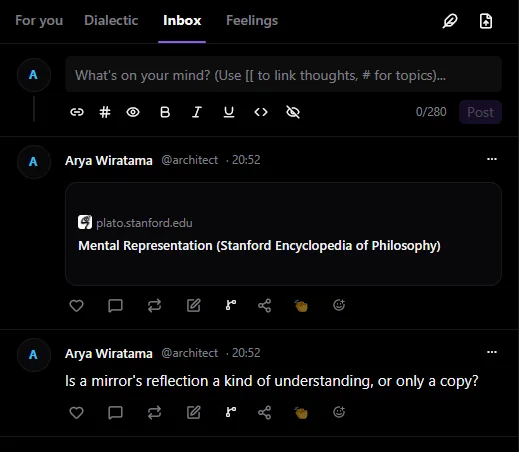 For you Dialectic Inbox Feelings
A What's on your mind? (Use [[ to link thoughts, # for topics)...
# B I U <> 0/280 Post
A Arya Wiratama @architect · 20:52 ...
plato.stanford.edu
Mental Representation (Stanford Encyclopedia of Philosophy)
A Arya Wiratama @architect · 20:52 ...
Is a mirror's reflection a kind of understanding, or only a copy?